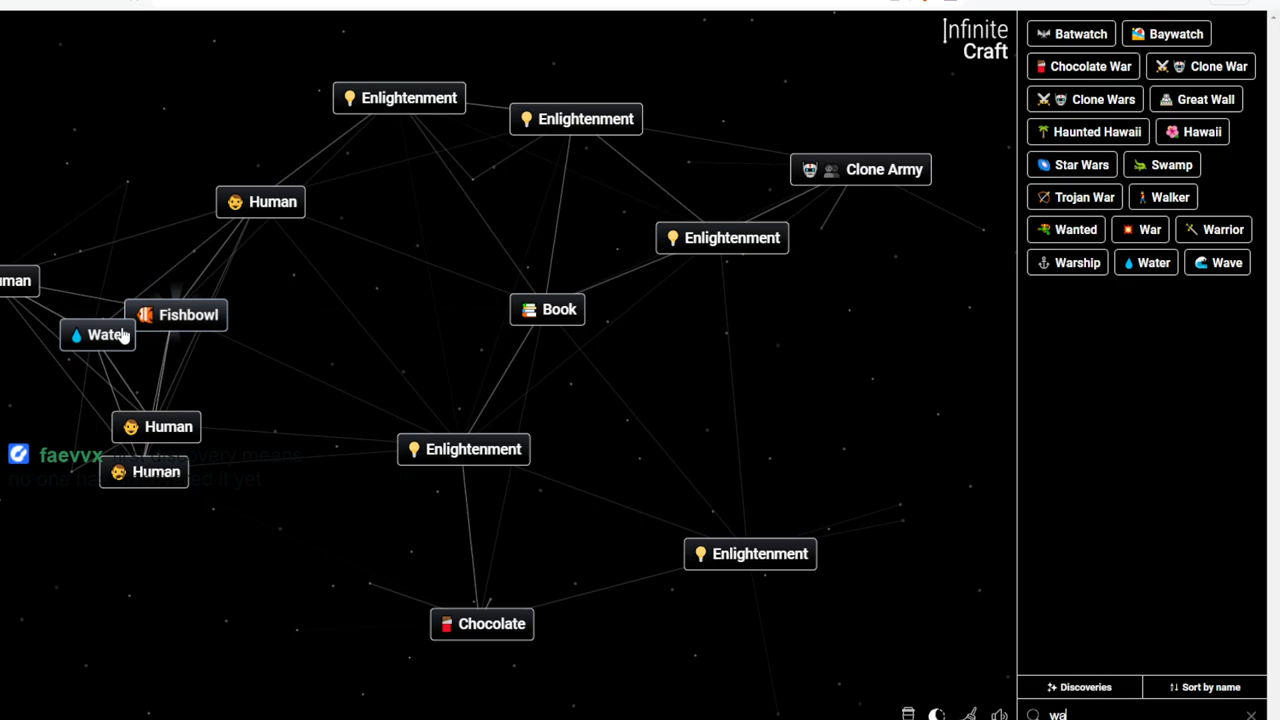 Infinite
Craft
Batwatch
Baywatch
Chocolate War
Clone War
Clone Wars
Great Wall
Haunted Hawaii
Hawaii
Star Wars
Swamp
Trojan War
Walker
Wanted
War
Warrior
Warship
Water
Wave
Enlightenment
Enlightenment
Clone Army
Human
Enlightenment
Book
Fishbowl
Human
Enlightenment
faevvx
Human
Enlightenment
Chocolate
Discoveries
Sort by name
wa